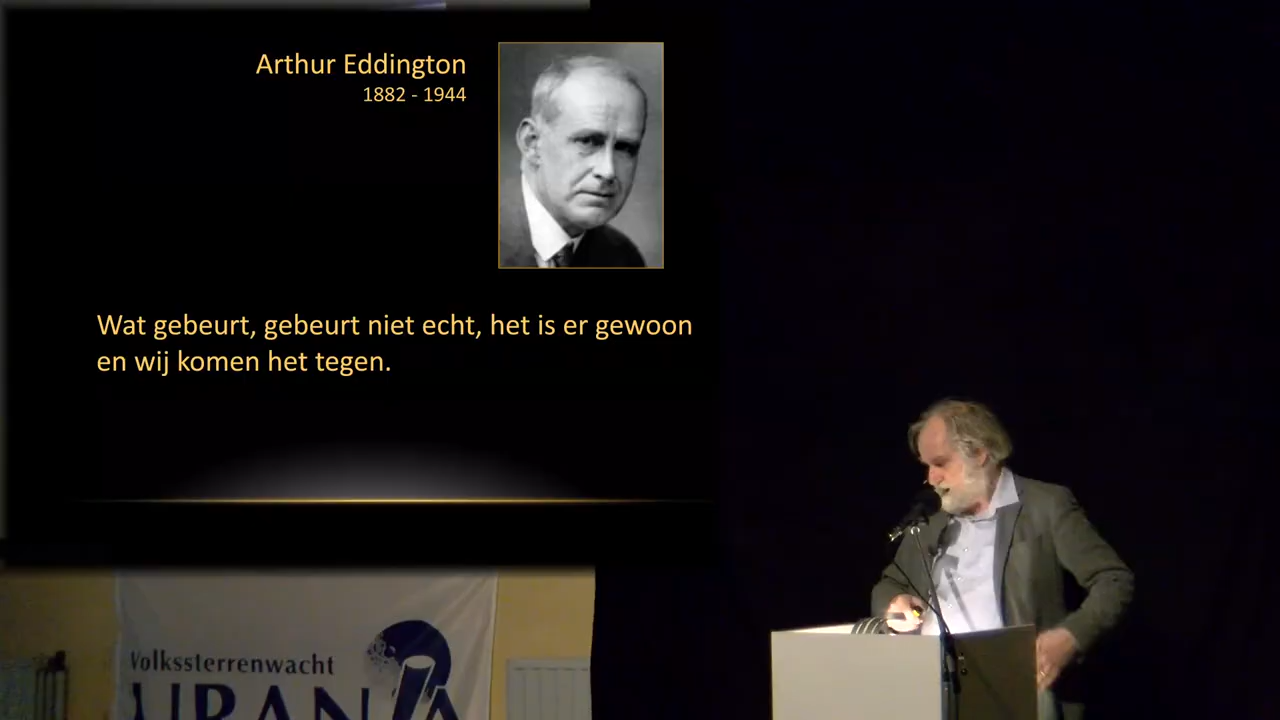 Arthur Eddington
1882 - 1944
Wat gebeurt, gebeurt niet echt, het is er gewoon
en wij komen het tegen.
Volkssterrenwacht
URANIA